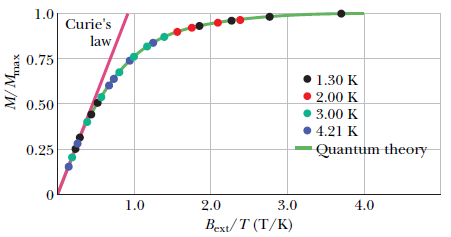 1.0
Curie's
law
0.75
M/Mmax
0.50
0.25
0
1.30 K
2.00 K
3.00 K
4.21 K
Quantum theory
1.0 2.0 3.0 4.0
Bext/T (T/K)